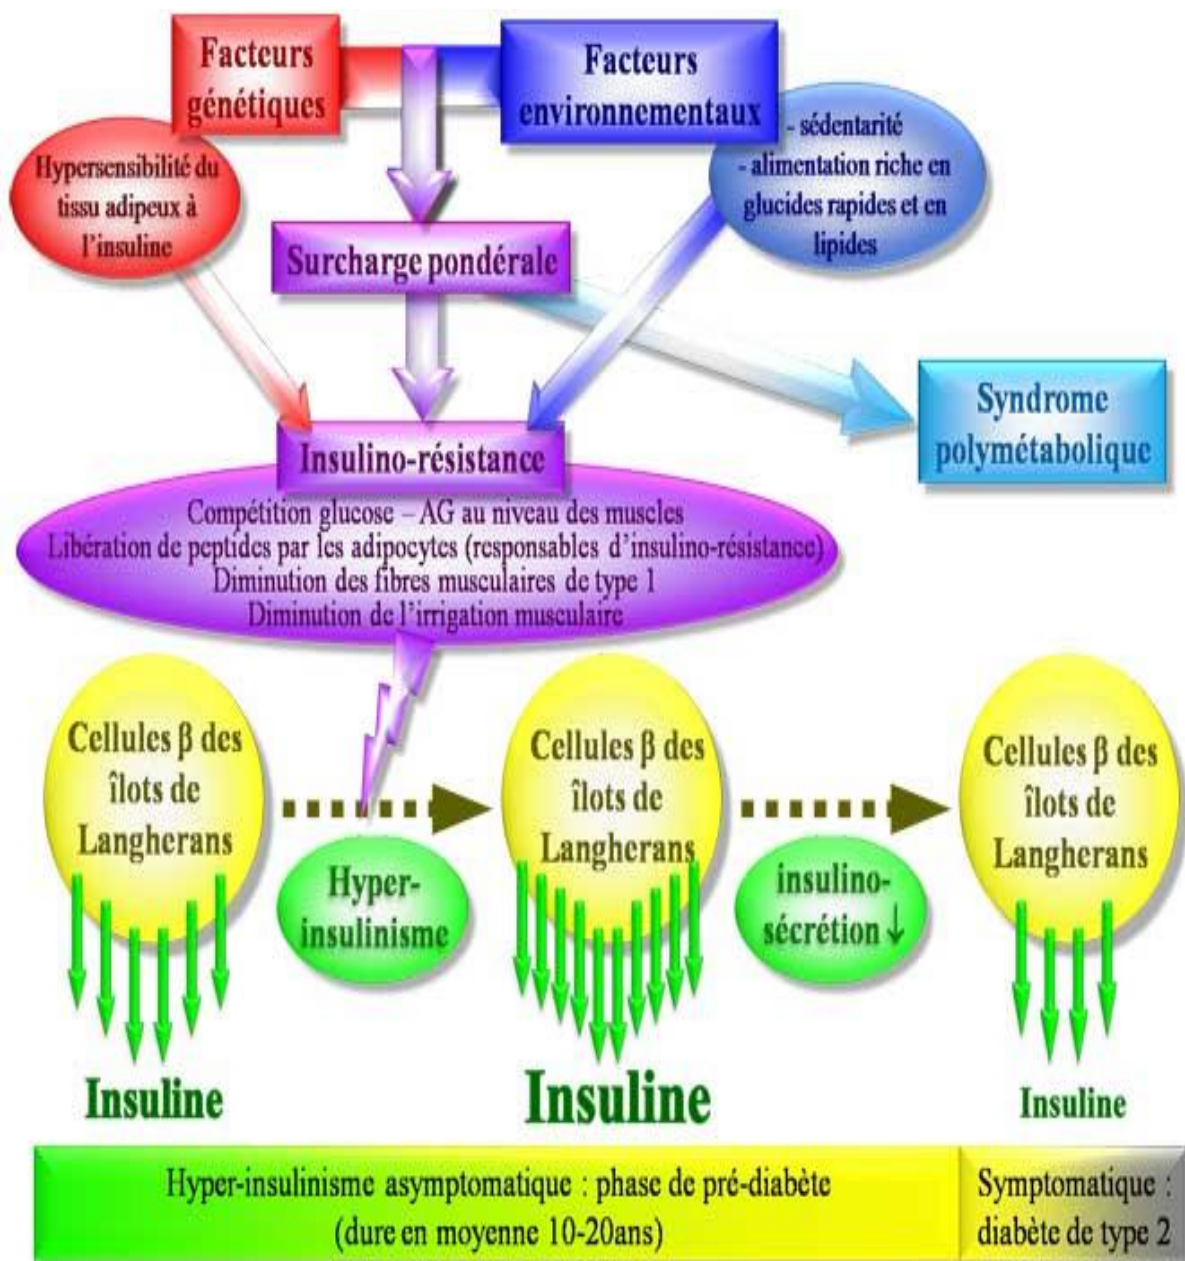 Facteurs
génétiques
Facteurs
environnementaux
Hypersensibilité du
tissu adipeux à
l'insuline
- sédentarité
- alimentation riche en
glucides rapides et en
lipides
Surcharge pondérale
Syndrome
polymétabolique
Insulino-résistance
Compétition glucose – AG au niveau des muscles
Libération de peptides par les adipocytes (responsables d'insulino-résistance)
Diminution des fibres musculaires de type 1
Diminution de l'irrigation musculaire
Cellules β des
îlots de
Langherans
Hyper-
insulinisme
Cellules β des
îlots de
Langherans
insulino-
sécrétion ↓
Cellules β des
îlots de
Langherans
Insuline
Insuline
Insuline
Hyper-insulinisme asymptomatique : phase de pré-diabète
(dure en moyenne 10-20ans)
Symptomatique :
diabète de type 2